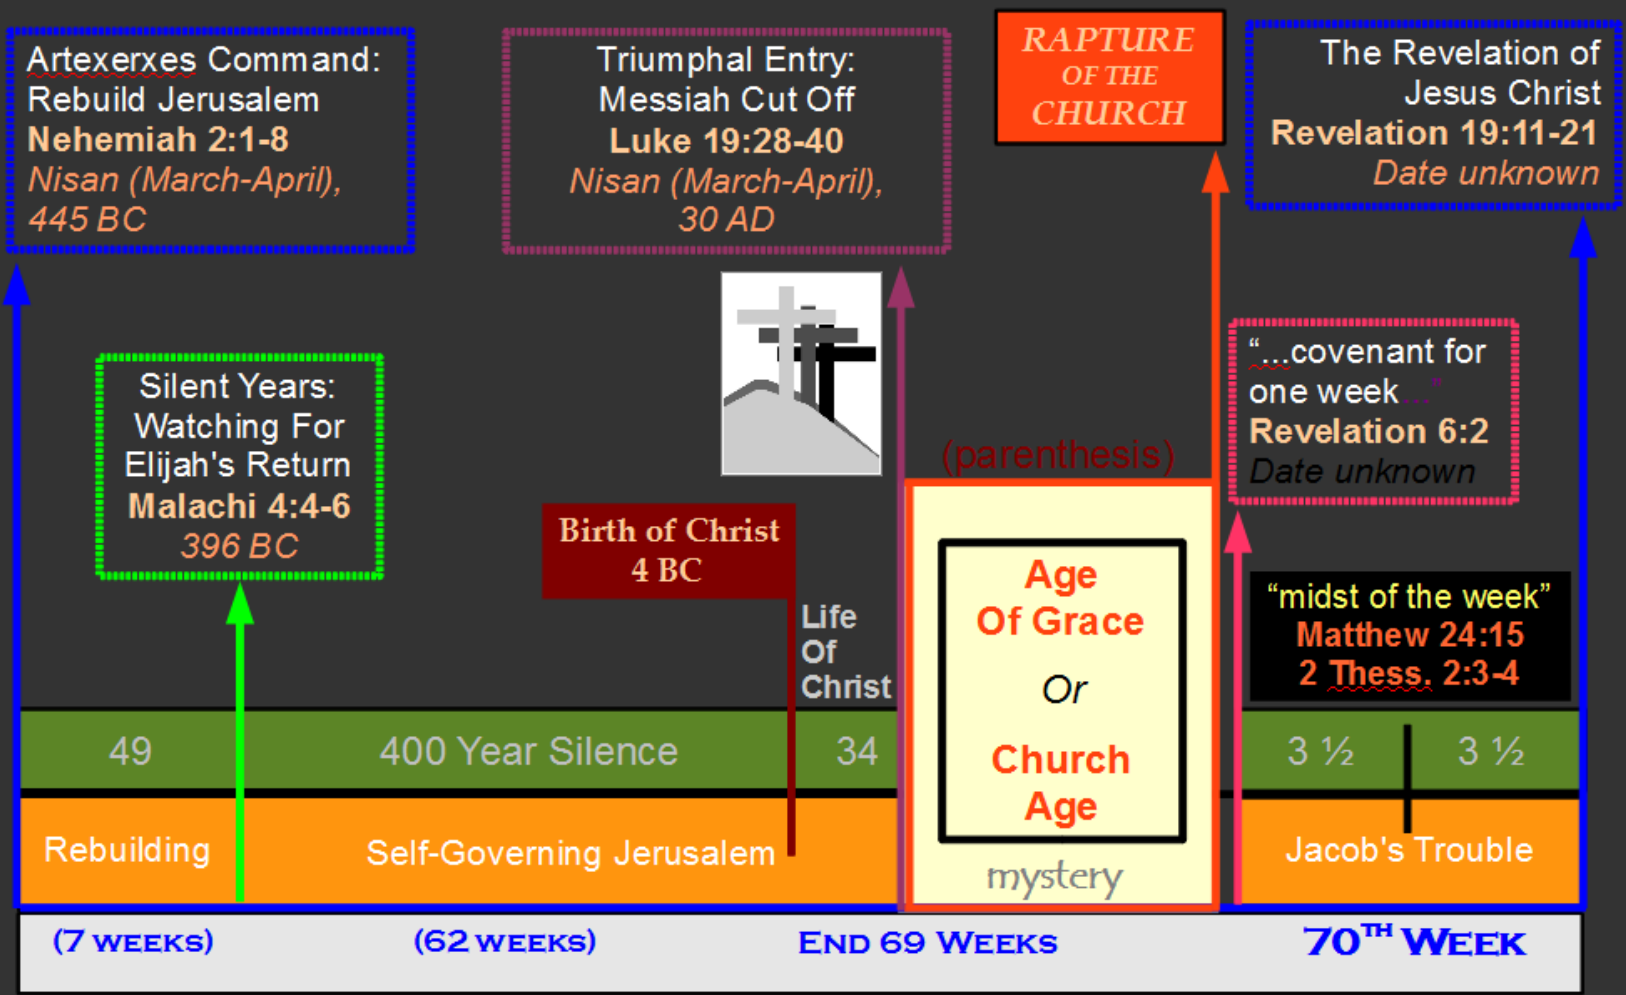 Artexerxes Command:
Rebuild Jerusalem
Nehemiah 2:1-8
Nisan (March-April),
445 BC
Triumphal Entry:
Messiah Cut Off
Luke 19:28-40
Nisan (March-April),
30 AD
RAPTURE
OF THE
CHURCH
The Revelation of
Jesus Christ
Revelation 19:11-21
Date unknown
Silent Years:
Watching For
Elijah's Return
Malachi 4:4-6
396 BC
"...covenant for
one week..."
Revelation 6:2
Date unknown
(parenthesis)
Birth of Christ
4 BC
Life
Of
Christ
Age
Of Grace
Or
Church
Age
mystery
"midst of the week"
Matthew 24:15
2 Thess. 2:3-4
49
400 Year Silence
34
3 ½
3 ½
Rebuilding
Self-Governing Jerusalem
Jacob's Trouble
(7 WEEKS)
(62 WEEKS)
END 69 WEEKS
70TH WEEK